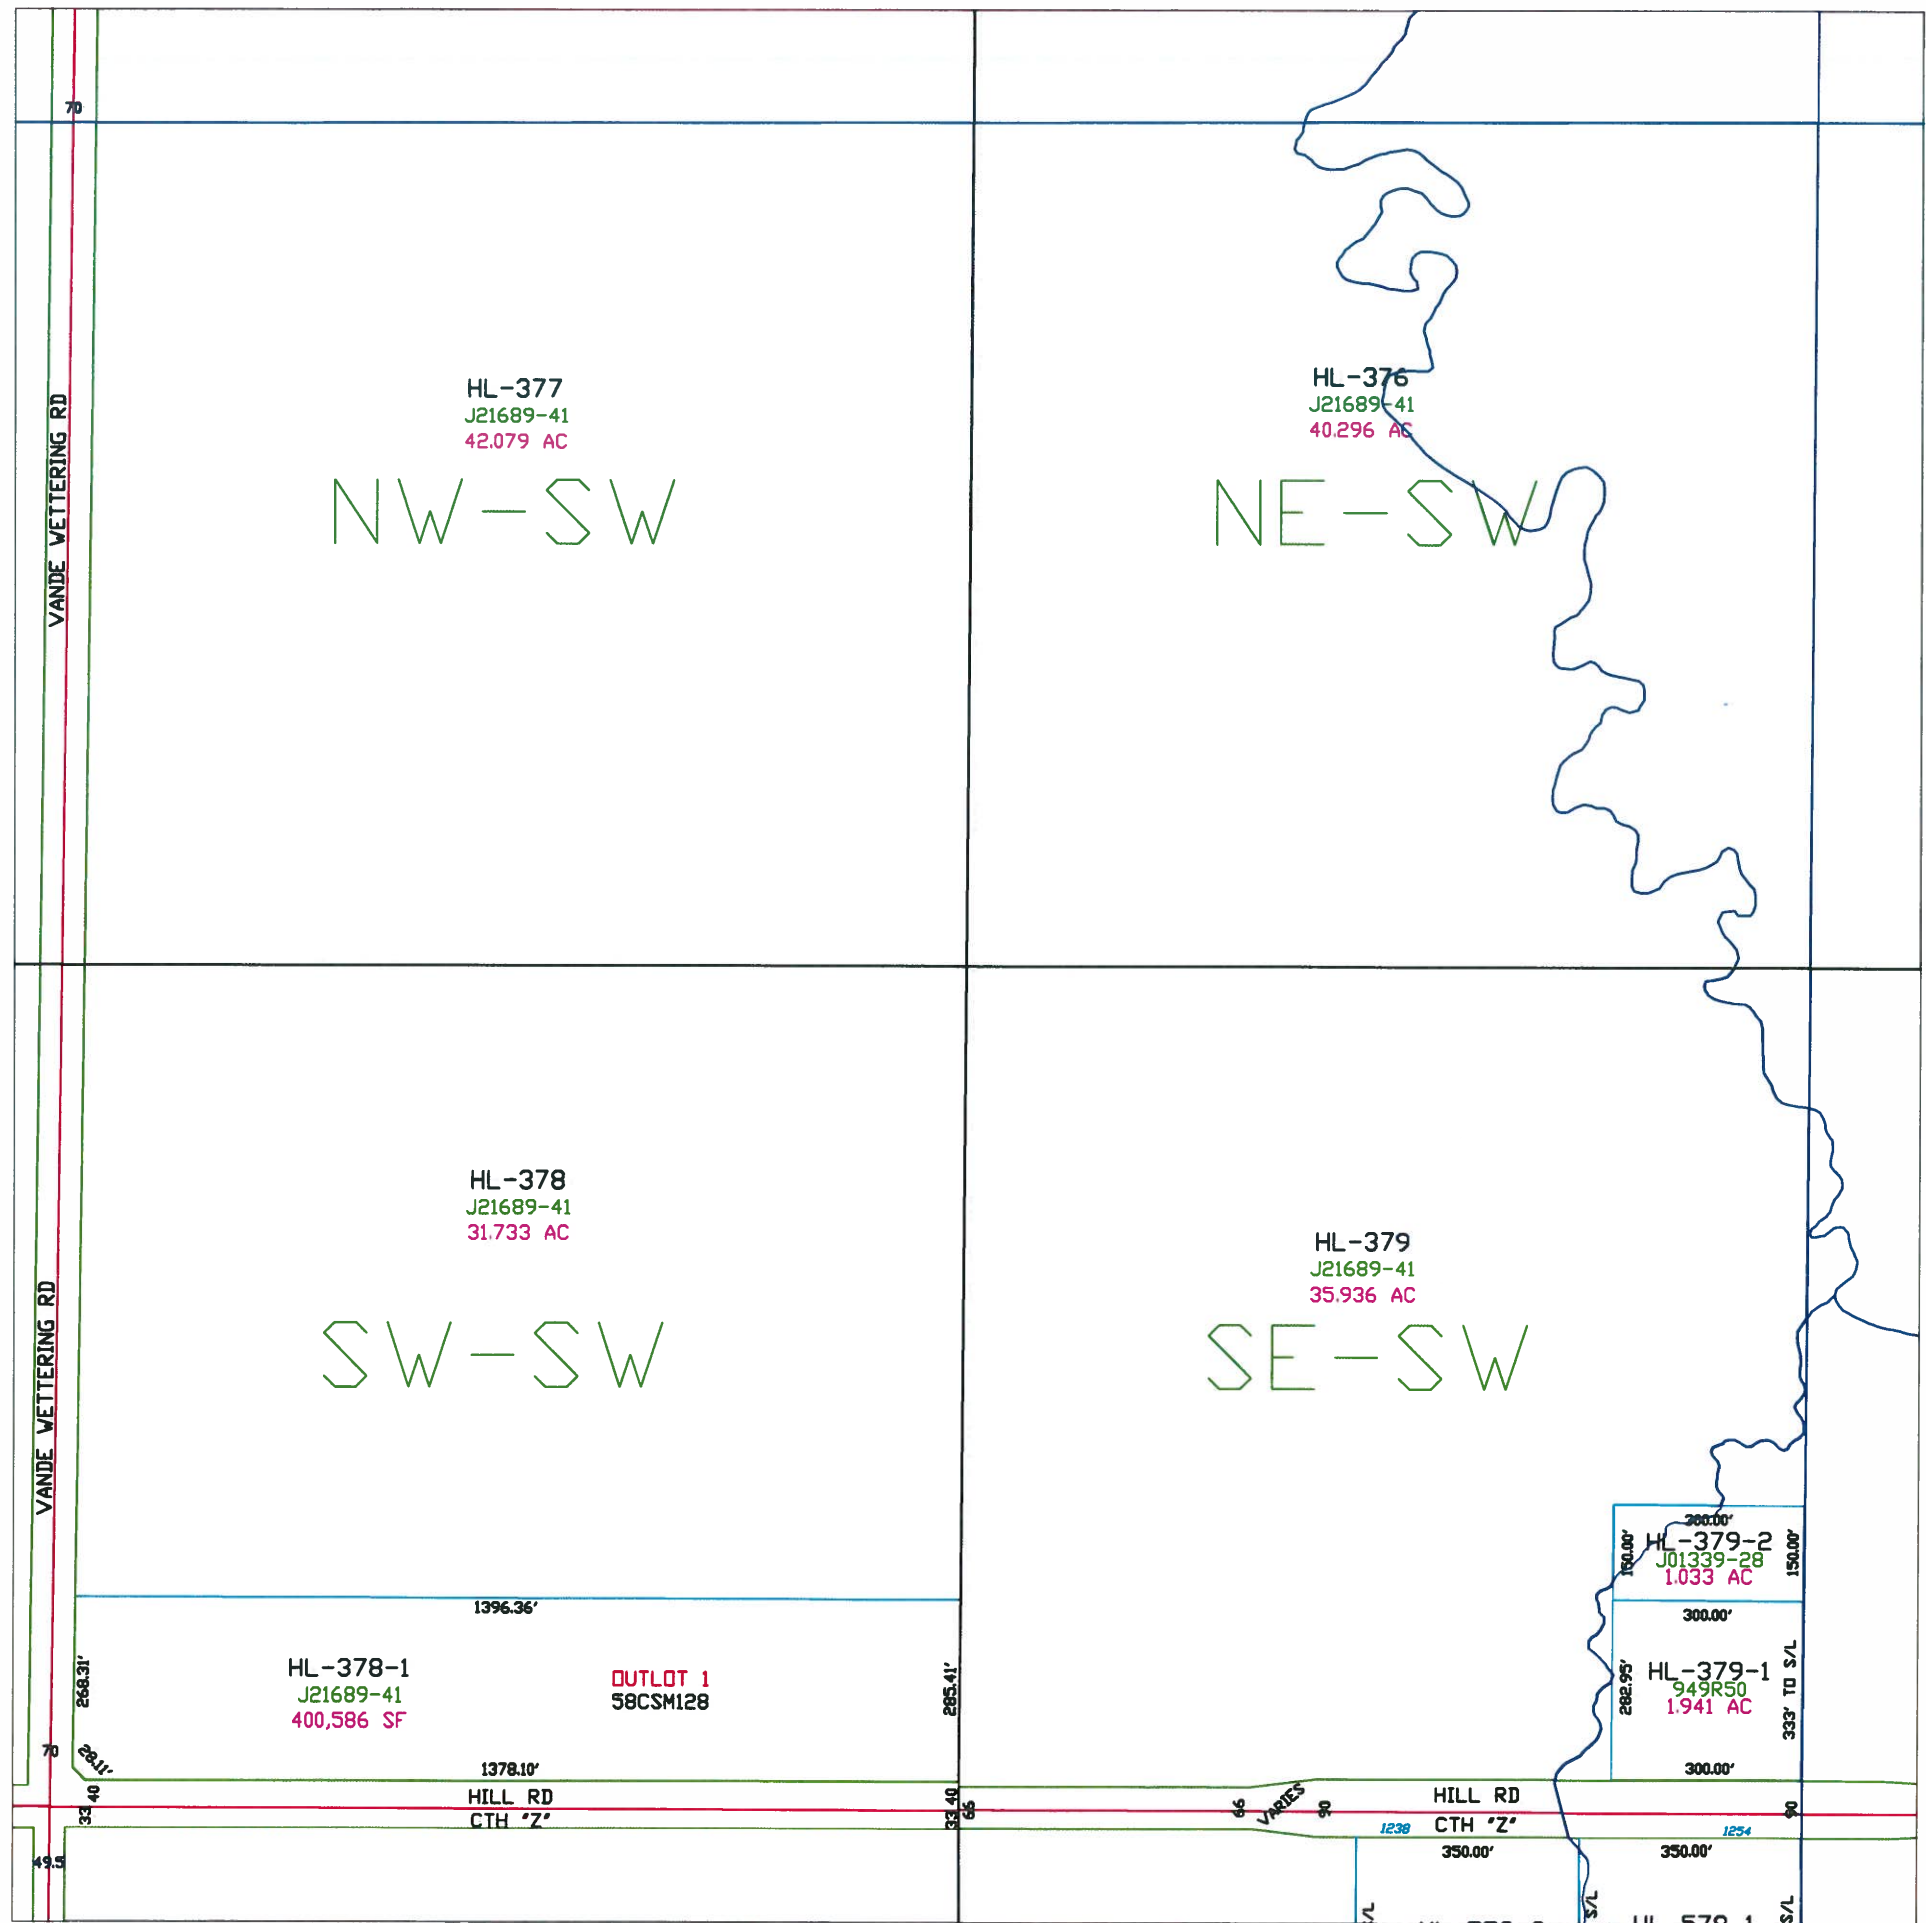 70
VANDE WETTERING RD
HL-377
J21689-41
42.079 AC
NW-SW
HL-376
J21689-41
40.296 AC
NE-SW
VANDE WETTERING RD
HL-378
J21689-41
31.733 AC
SW-SW
HL-379
J21689-41
35.936 AC
SE-SW
300.00'
150.00'
HL-379-2
J01339-28
1.033 AC
150.00'
1396.36'
300.00'
268.31'
HL-378-1
J21689-41
400,586 SF
OUTLOT 1
58CSM128
285.41'
282.95'
HL-379-1
949R50
1.941 AC
333' TO S/L
70
28.11'
1378.10'
300.00'
33 40
HILL RD
CTH "Z"
33 40
66
66
VARIES
90
HILL RD
CTH "Z"
90
1238
1254
49.5
350.00'
350.00'
S/L
S/L